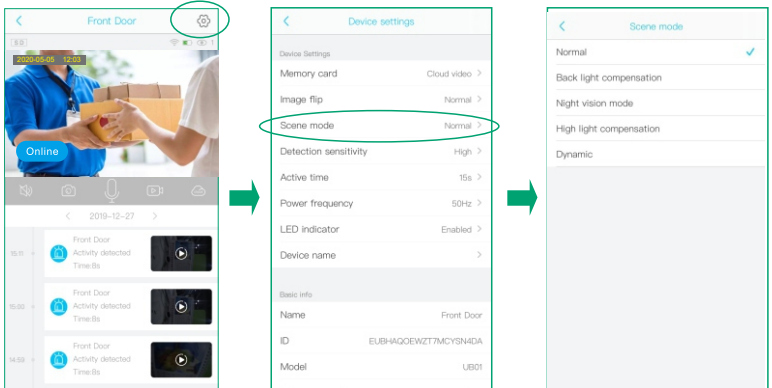 Front Door
SD
2020-05-05 12:03
Online
2019-12-27
15:11
Front Door
Activity detected
Time:8s
15:00
Front Door
Activity detected
Time:8s
14:59
Front Door
Activity detected
Time:8s
Device settings
Device Settings
Memory card Cloud video
Image flip Normal
Scene mode Normal
Detection sensitivity High
Active time 15s
Power frequency 50Hz
LED indicator Enabled
Device name
Basic info
Name Front Door
ID EUBHAQOEWZT7MCYSN4DA
Model UB01
Scene mode
Normal
Back light compensation
Night vision mode
High light compensation
Dynamic